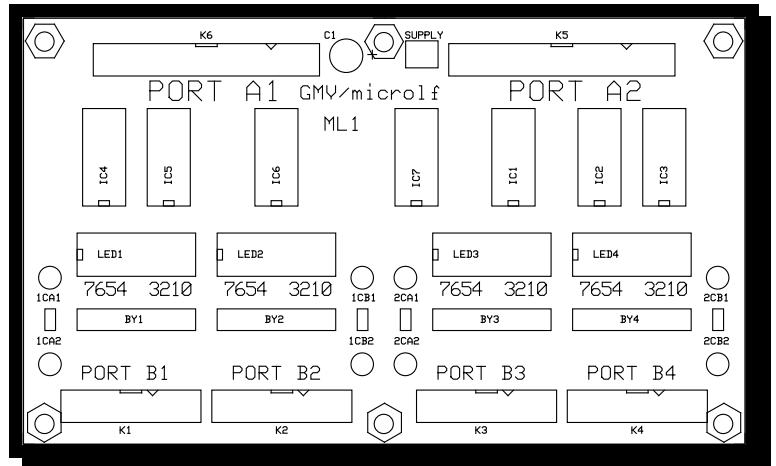 K6 C1 SUPPLY K5
+
PORT A1 GMV/microlf PORT A2
ML1
IC4 IC5 IC6 IC7 IC1 IC2 IC3
LED1 LED2 LED3 LED4
7654 3210 7654 3210 7654 3210 7654 3210
1CA1 1CB1 2CA1 2CB1
BY1 BY2 BY3 BY4
1CA2 1CB2 2CA2 2CB2
PORT B1 PORT B2 PORT B3 PORT B4
K1 K2 K3 K4